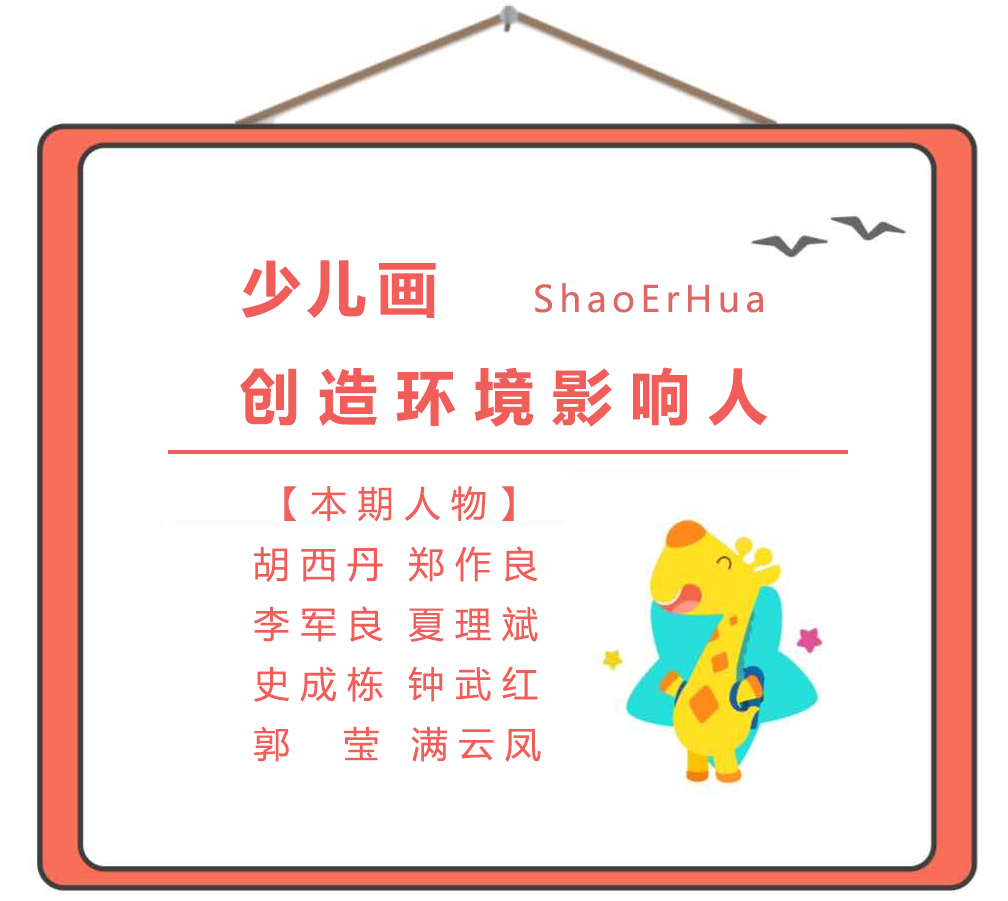 少儿画 ShaoErHua
创造环境影响人
【本期人物】
胡西丹 郑作良
李军良 夏理斌
史成栋 钟武红
郭 莹 满云凤